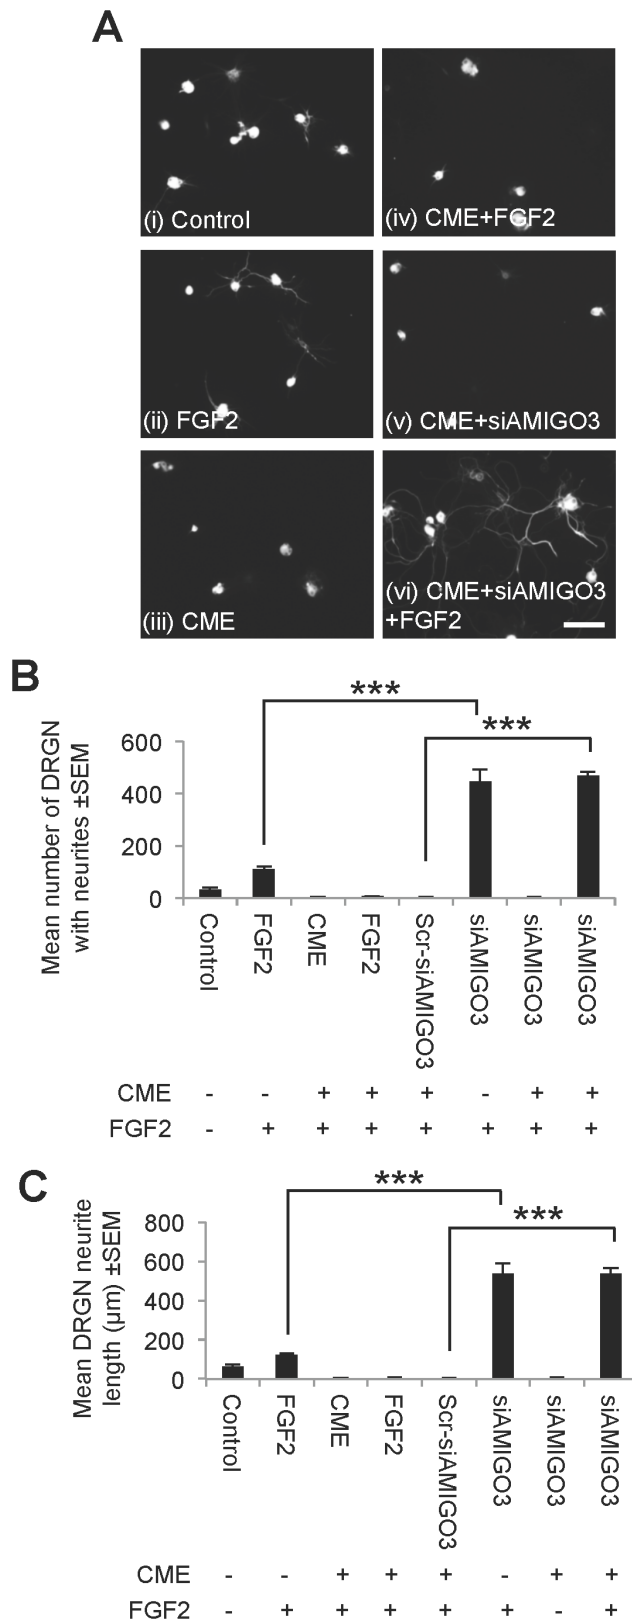 A
(i) Control
(iv) CME+FGF2
(ii) FGF2
(v) CME+siAMIGO3
(iii) CME
(vi) CME+siAMIGO3
+FGF2
B
Mean number of DRGN
with neurites ±SEM
600
400
200
0
***
***
Control
FGF2
CME
FGF2
Scr-siAMIGO3
siAMIGO3
siAMIGO3
siAMIGO3
CME - - + + + - + +
FGF2 - + + + + + + +
C
Mean DRGN neurite
length (µm) ±SEM
800
600
400
200
0
***
***
Control
FGF2
CME
FGF2
Scr-siAMIGO3
siAMIGO3
siAMIGO3
siAMIGO3
CME - - + + + - + +
FGF2 - + + + + + - +